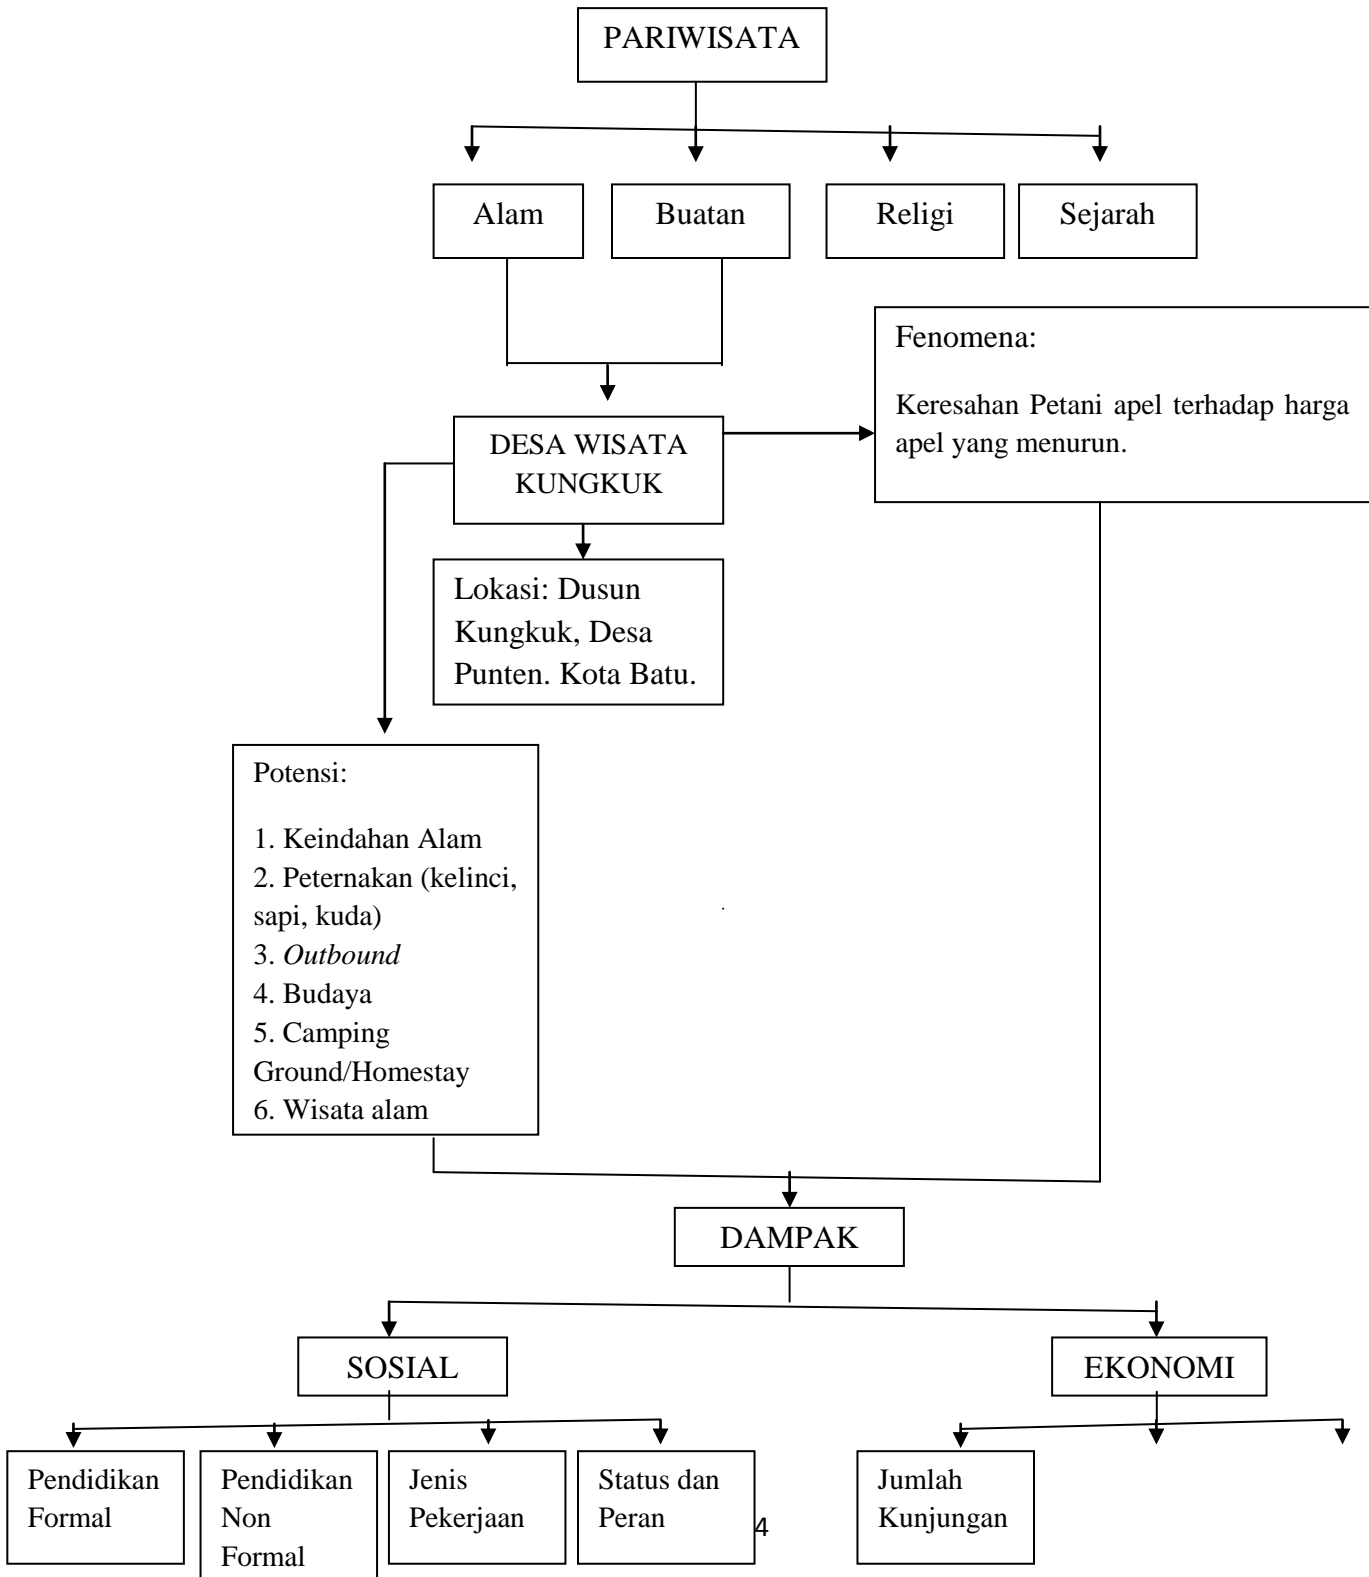 PARIWISATA
Alam
Buatan
Religi
Sejarah
Fenomena:
Keresahan Petani apel terhadap harga
apel yang menurun.
DESA WISATA
KUNGKUK
Lokasi: Dusun
Kungkuk, Desa
Punten. Kota Batu.
Potensi:
1. Keindahan Alam
2. Peternakan (kelinci,
sapi, kuda)
3. Outbound
4. Budaya
5. Camping
Ground/Homestay
6. Wisata alam
DAMPAK
SOSIAL
EKONOMI
Pendidikan
Formal
Pendidikan
Non
Formal
Jenis
Pekerjaan
Status dan
Peran
4
Jumlah
Kunjungan